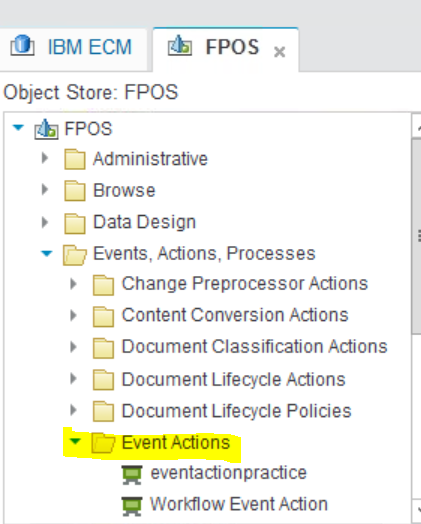 IBM ECM
FPOS
Object Store: FPOS
FPOS
Administrative
Browse
Data Design
Events, Actions, Processes
Change Preprocessor Actions
Content Conversion Actions
Document Classification Actions
Document Lifecycle Actions
Document Lifecycle Policies
Event Actions
eventactionpractice
Workflow Event Action